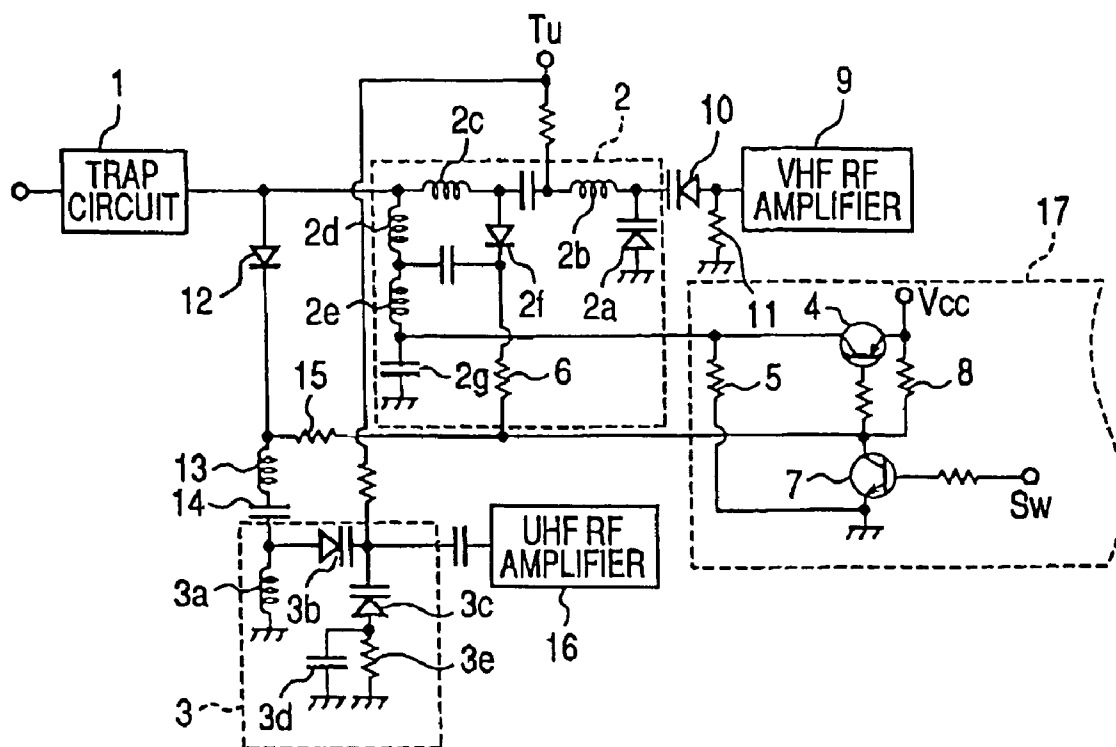 Tu
1
2c
2
10
9
TRAP
CIRCUIT
VHF RF
AMPLIFIER
17
2d
2b
12
2f
2a
2e
11
4
Vcc
2g
6
5
8
15
13
7
14
Sw
UHF RF
AMPLIFIER
3a
3b
3c
16
3e
3d
3